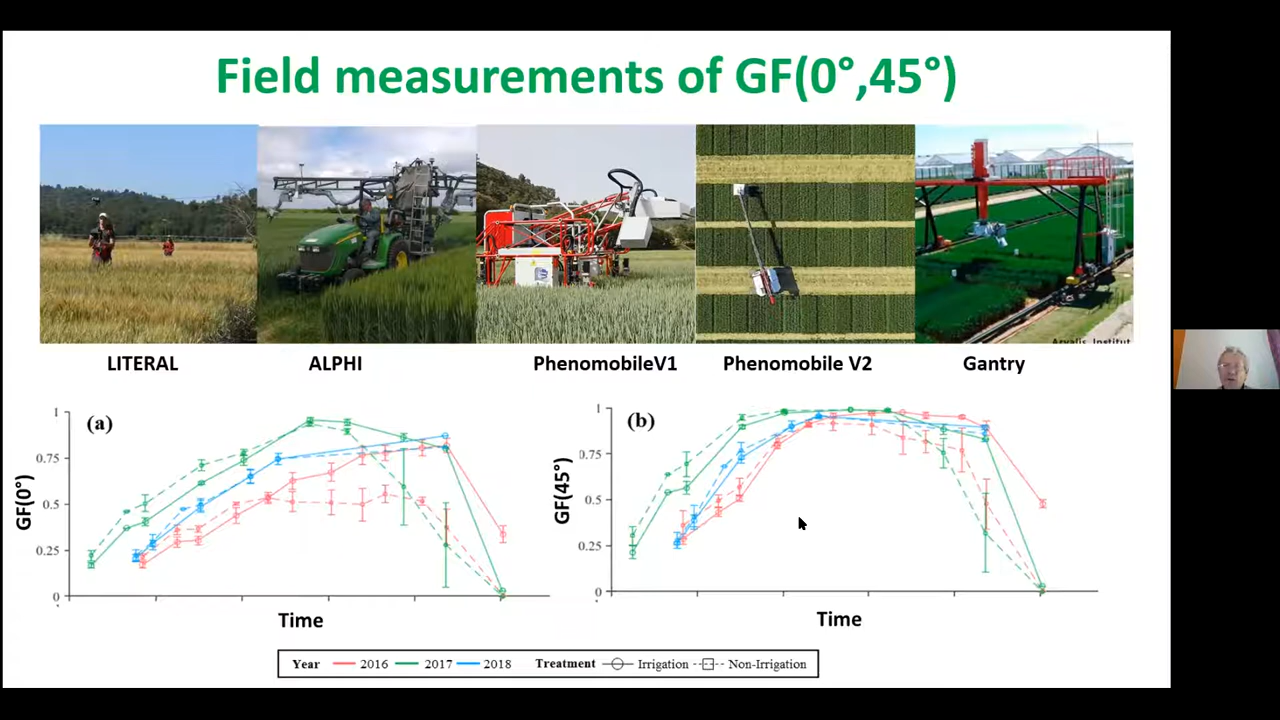 Field measurements of GF(0°,45°)
Arvalis Institut
LITERAL
ALPHI
PhenomobileV1
Phenomobile V2
Gantry
(a)
1
0.75
0.5
0.25
0
GF(0°)
Time
(b)
1
0.75
0.5
0.25
0
GF(45°)
Time
Year 2016 2017 2018 Treatment Irrigation Non-Irrigation